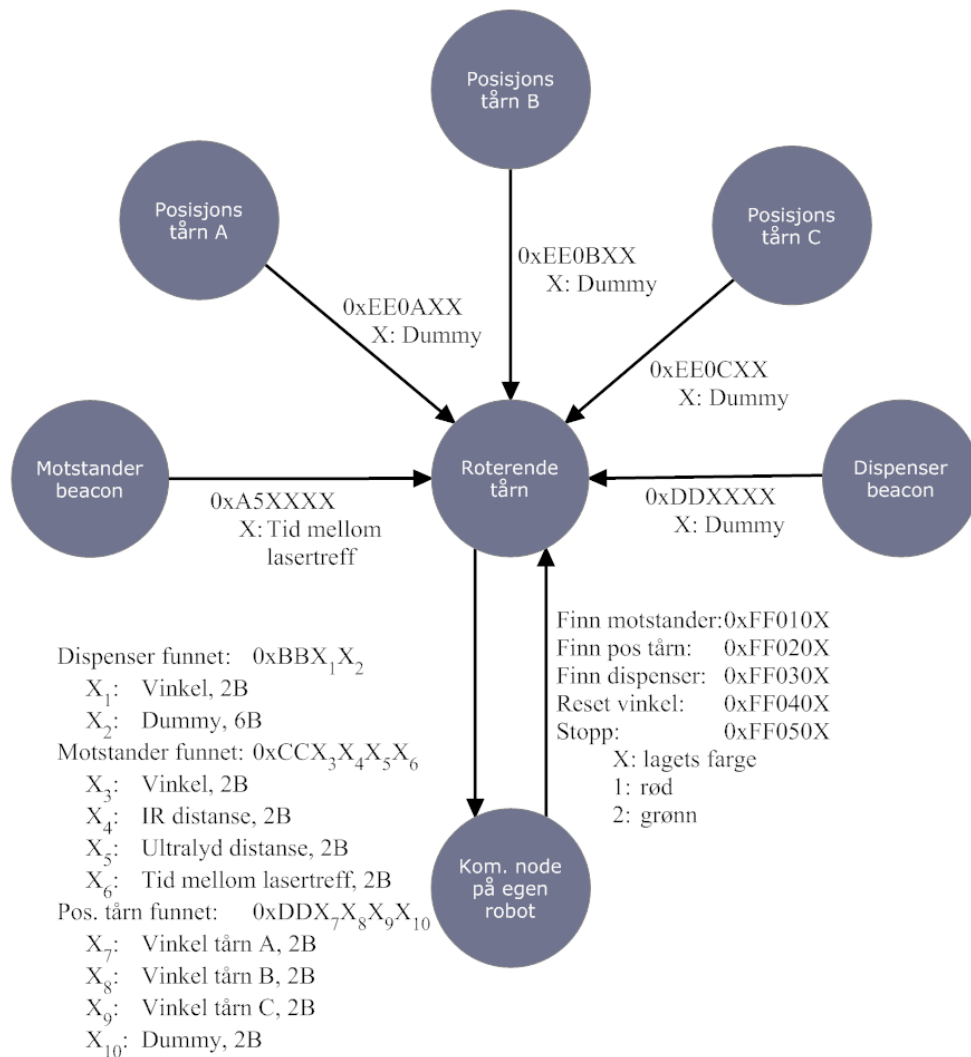 Posisjons
tårn B
Posisjons
tårn A
Posisjons
tårn C
0xEE0BXX
X: Dummy
0xEE0AXX
X: Dummy
0xEE0CXX
X: Dummy
Motstander
beacon
Roterende
tårn
Dispenser
beacon
0xA5XXXX
X: Tid mellom
lasertreff
0xDDXXXX
X: Dummy
Finn motstander:0xFF010X
Finn pos tårn: 0xFF020X
Finn dispenser: 0xFF030X
Reset vinkel: 0xFF040X
Stopp: 0xFF050X
X: lagets farge
1: rød
2: grønn
Dispenser funnet: 0xBBX₁X₂
X₁: Vinkel, 2B
X₂: Dummy, 6B
Motstander funnet: 0xCCX₃X₄X₅X₆
X₃: Vinkel, 2B
X₄: IR distanse, 2B
X₅: Ultralyd distanse, 2B
X₆: Tid mellom lasertreff, 2B
Pos. tårn funnet: 0xDDX₇X₈X₉X₁₀
X₇: Vinkel tårn A, 2B
X₈: Vinkel tårn B, 2B
X₉: Vinkel tårn C, 2B
X₁₀: Dummy, 2B
Kom. node
på egen
robot